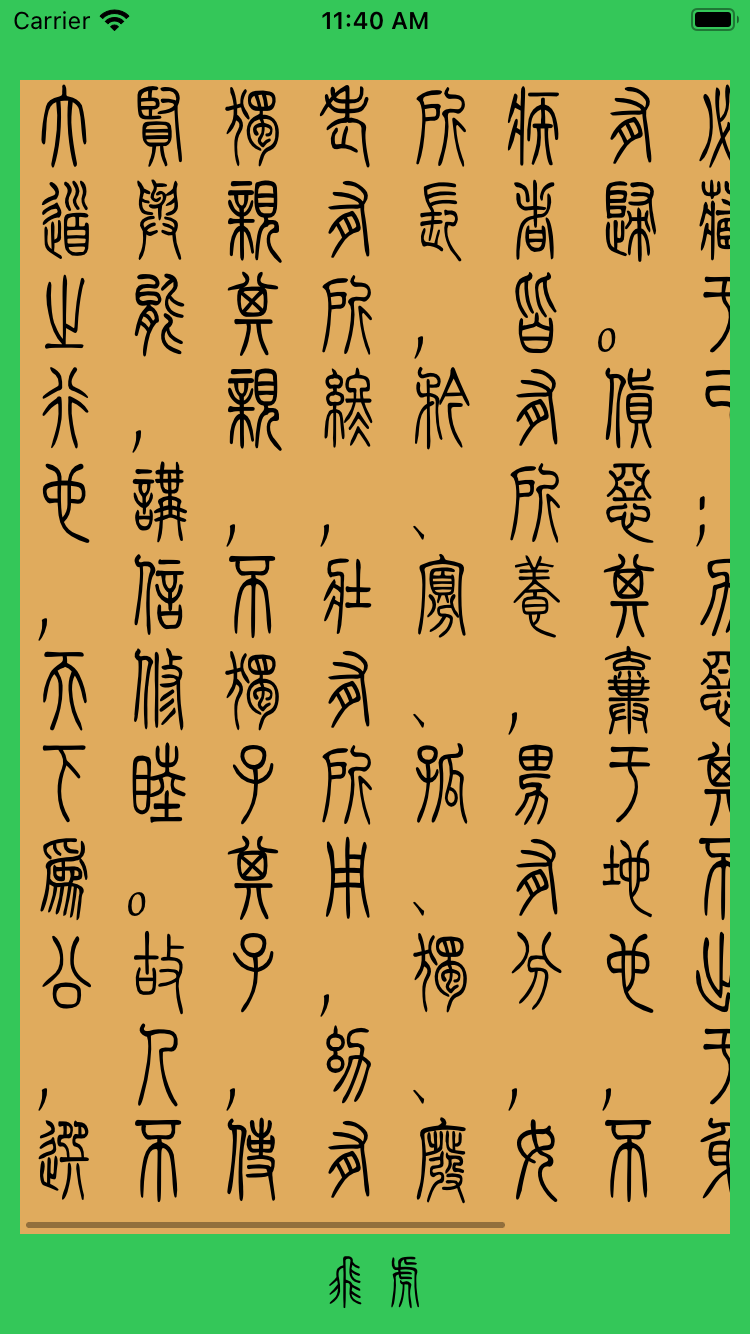 Carrier 11:40 AM
大道之行也,天下為公,選
賢與能,講信修睦。故人不
獨親其親,不獨子其子,使
老有所終,壯有所用,幼有
所長,矜、寡、孤、獨、廢
疾者皆有所養,男有分,女
有歸。貨惡其棄于地也,不
必藏于己;力惡其不出于身
飛虎